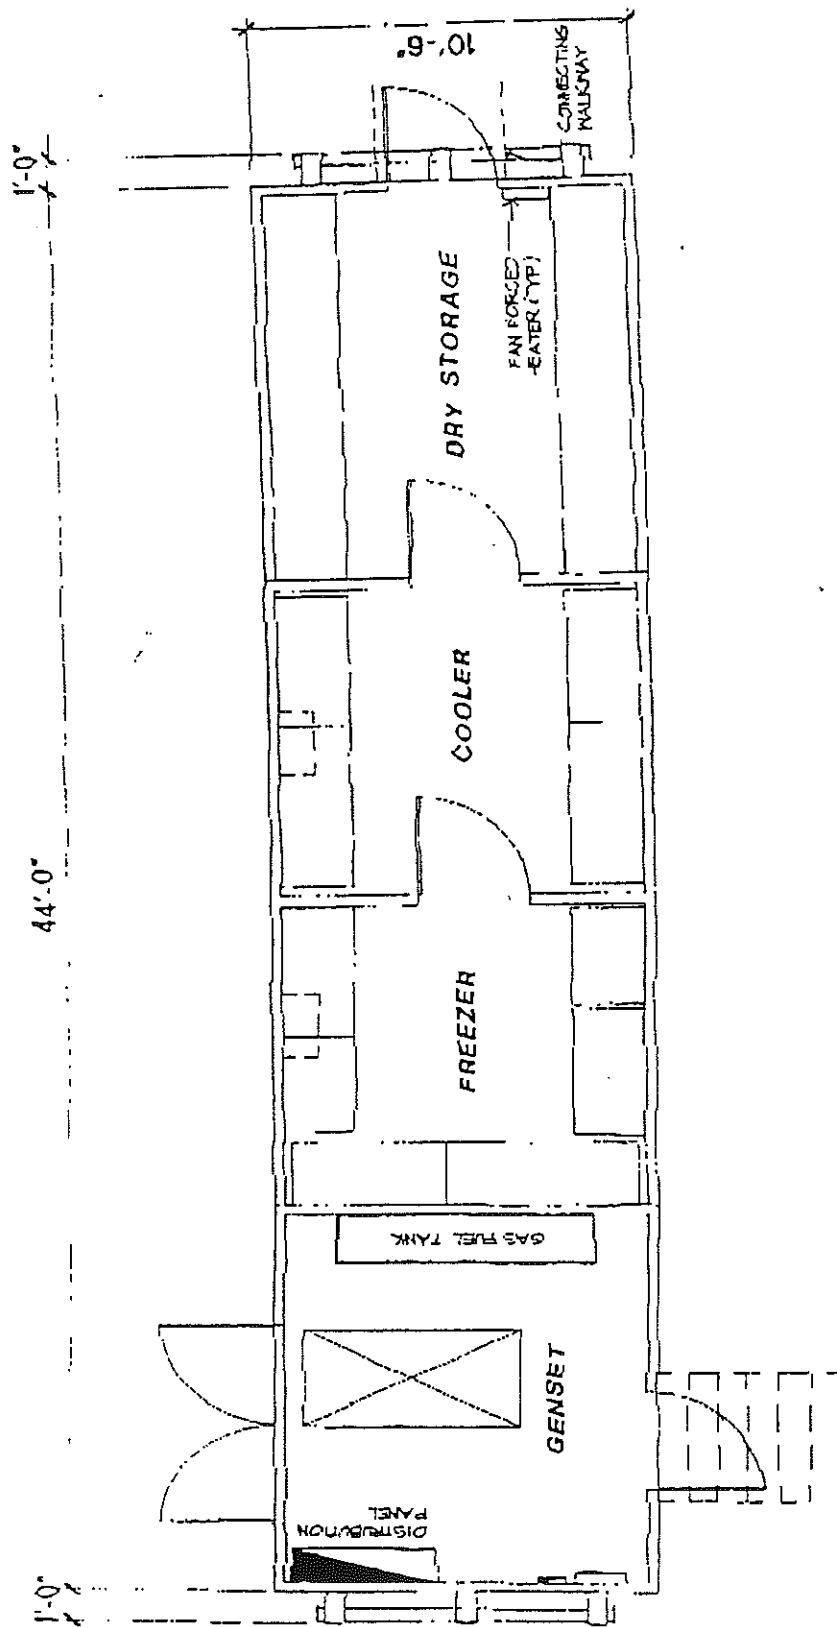 1'-0"
44'-0"
1'-0"
10'-6"
CONNECTING
WALKWAY
DRY STORAGE
FAN FORCED
-EATER (TYP)
COOLER
FREEZER
GAS FUEL TANK
GENSET
DISTRIBUTION
PANEL